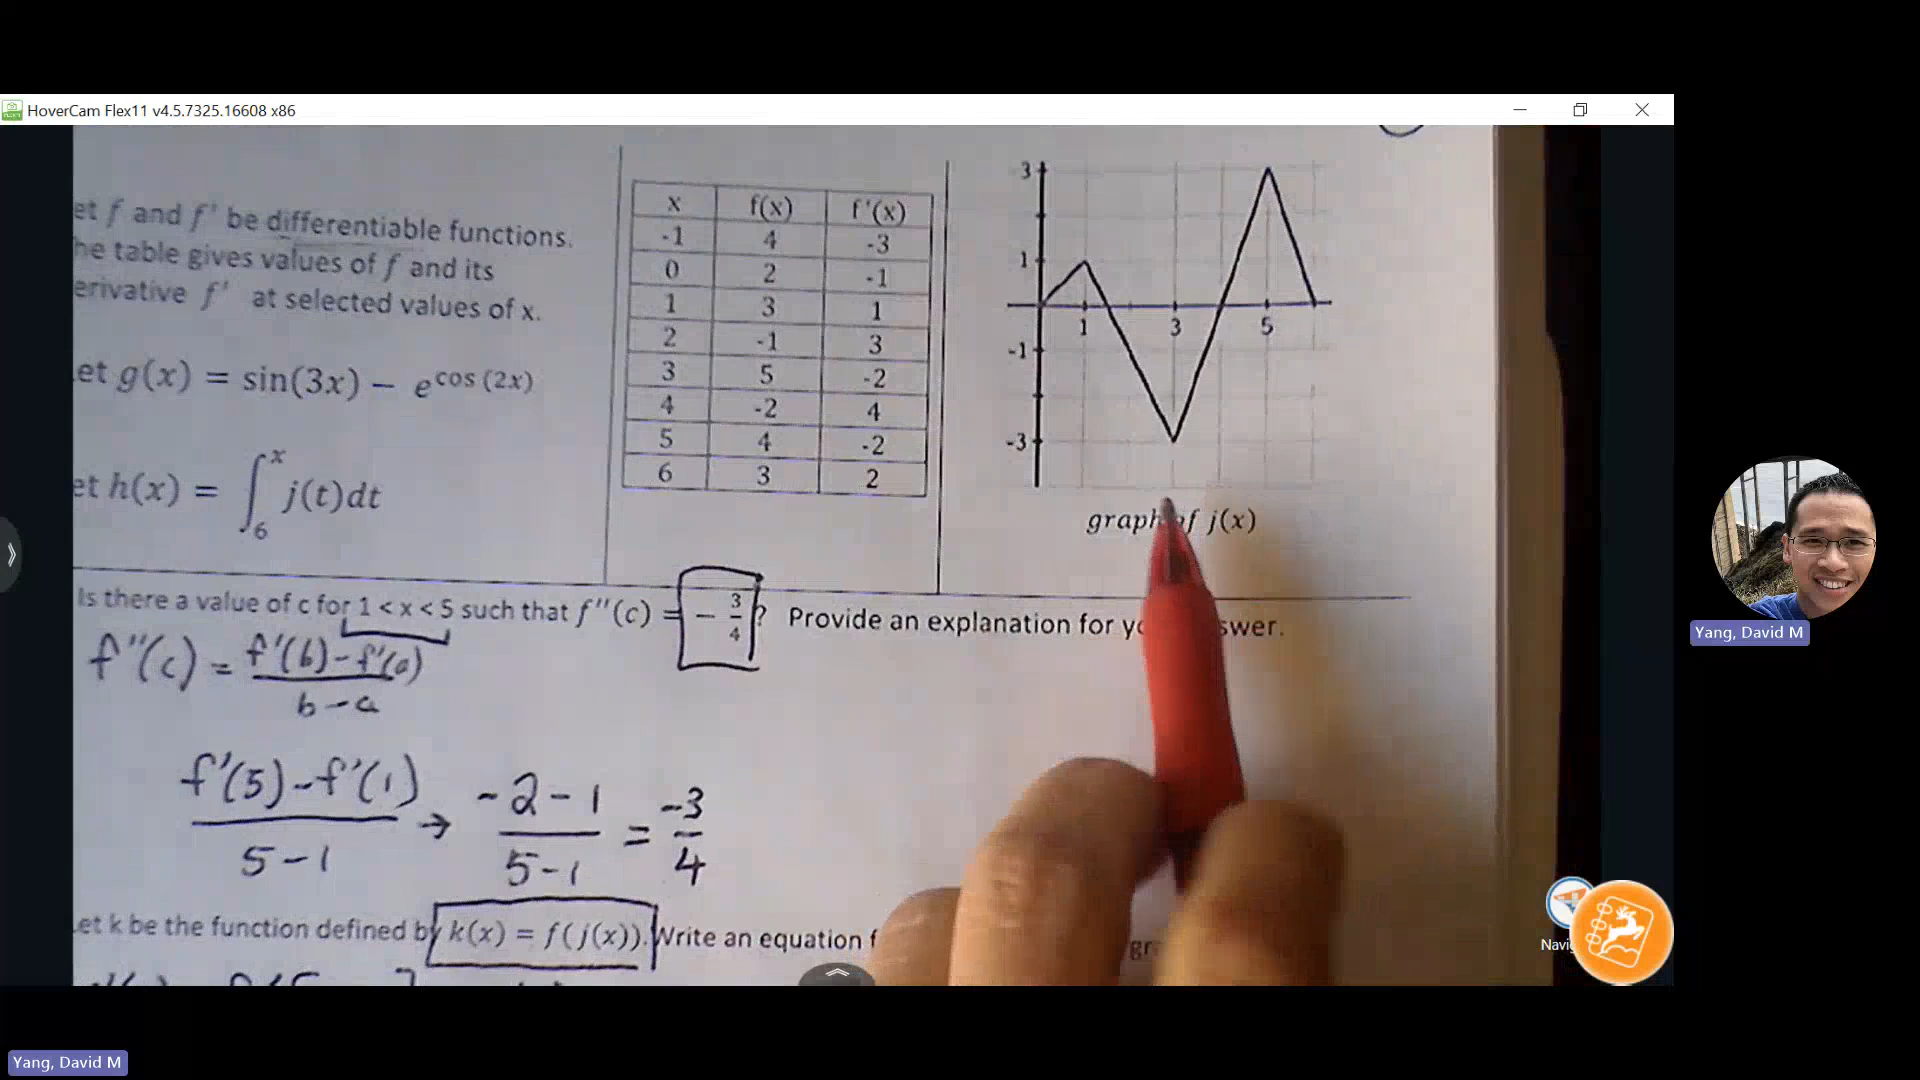 HoverCam Flex11 v4.5.7325.16608 x86
et f and f' be differentiable functions.
he table gives values of f and its
erivative f' at selected values of x.
et g(x) = sin(3x) − e^cos (2x)
et h(x) = ∫_6^x j(t)dt
x f(x) f'(x)
-1 4 -3
0 2 -1
1 3 1
2 -1 3
3 5 -2
4 -2 4
5 4 -2
6 3 2
3
1
-1
-3
1 3 5
graph of j(x)
Is there a value of c for 1 < x < 5 such that f''(c) = − 3/4 ? Provide an explanation for yo swer.
f''(c) = f'(b) - f'(a) / b - a
f'(5) - f'(1) / 5 - 1 → -2 - 1 / 5 - 1 = -3 / 4
et k be the function defined by k(x) = f(j(x)). Write an equation f gr
Navi
Yang, David M
Yang, David M